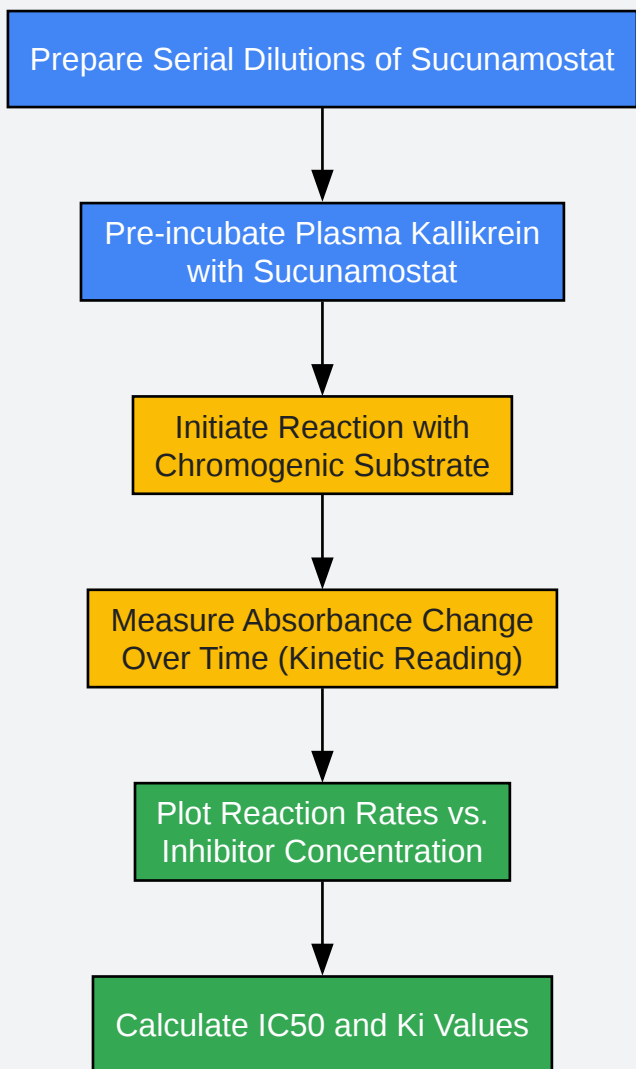 Prepare Serial Dilutions of Sucunamostat
Pre-incubate Plasma Kallikrein
with Sucunamostat
Initiate Reaction with
Chromogenic Substrate
Measure Absorbance Change
Over Time (Kinetic Reading)
Plot Reaction Rates vs.
Inhibitor Concentration
Calculate IC50 and Ki Values